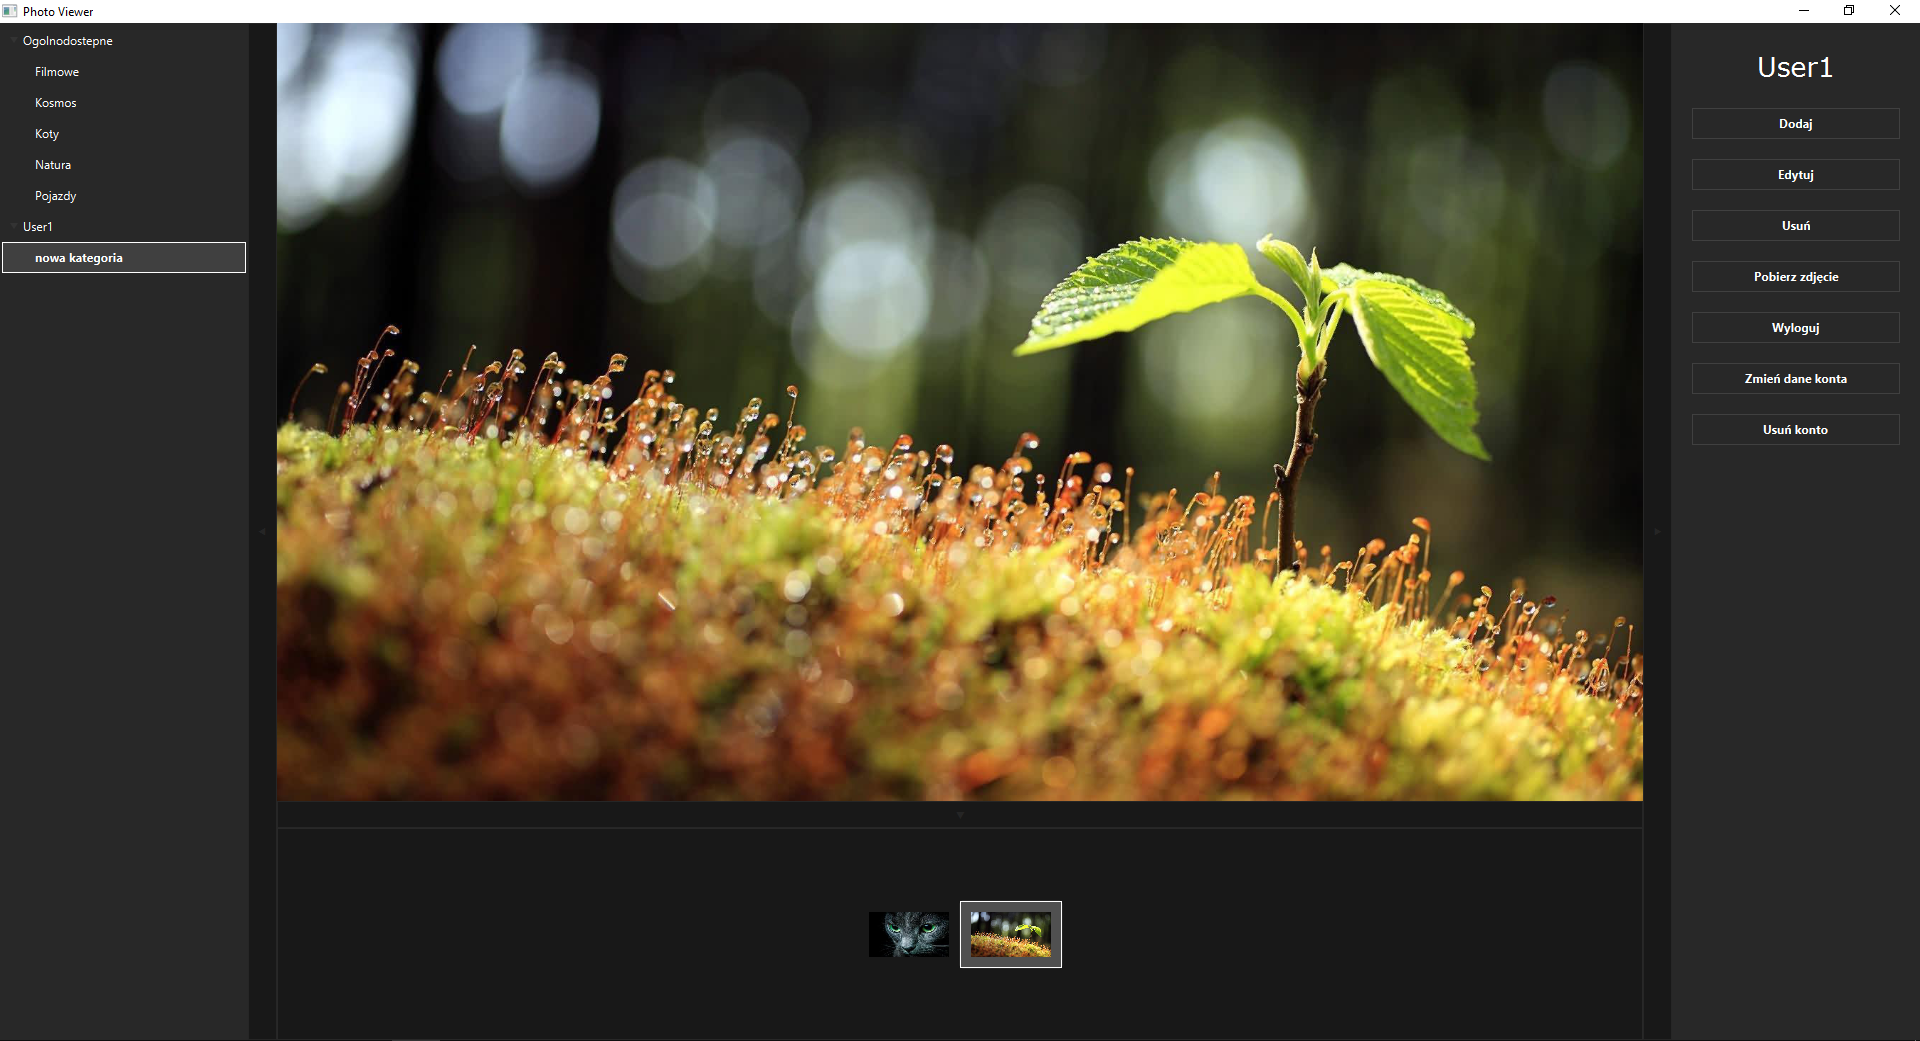 Photo Viewer
Ogolnodostepne
Filmowe
Kosmos
Koty
Natura
Pojazdy
User1
nowa kategoria
User1
Dodaj
Edytuj
Usuń
Pobierz zdjęcie
Wyloguj
Zmień dane konta
Usuń konto